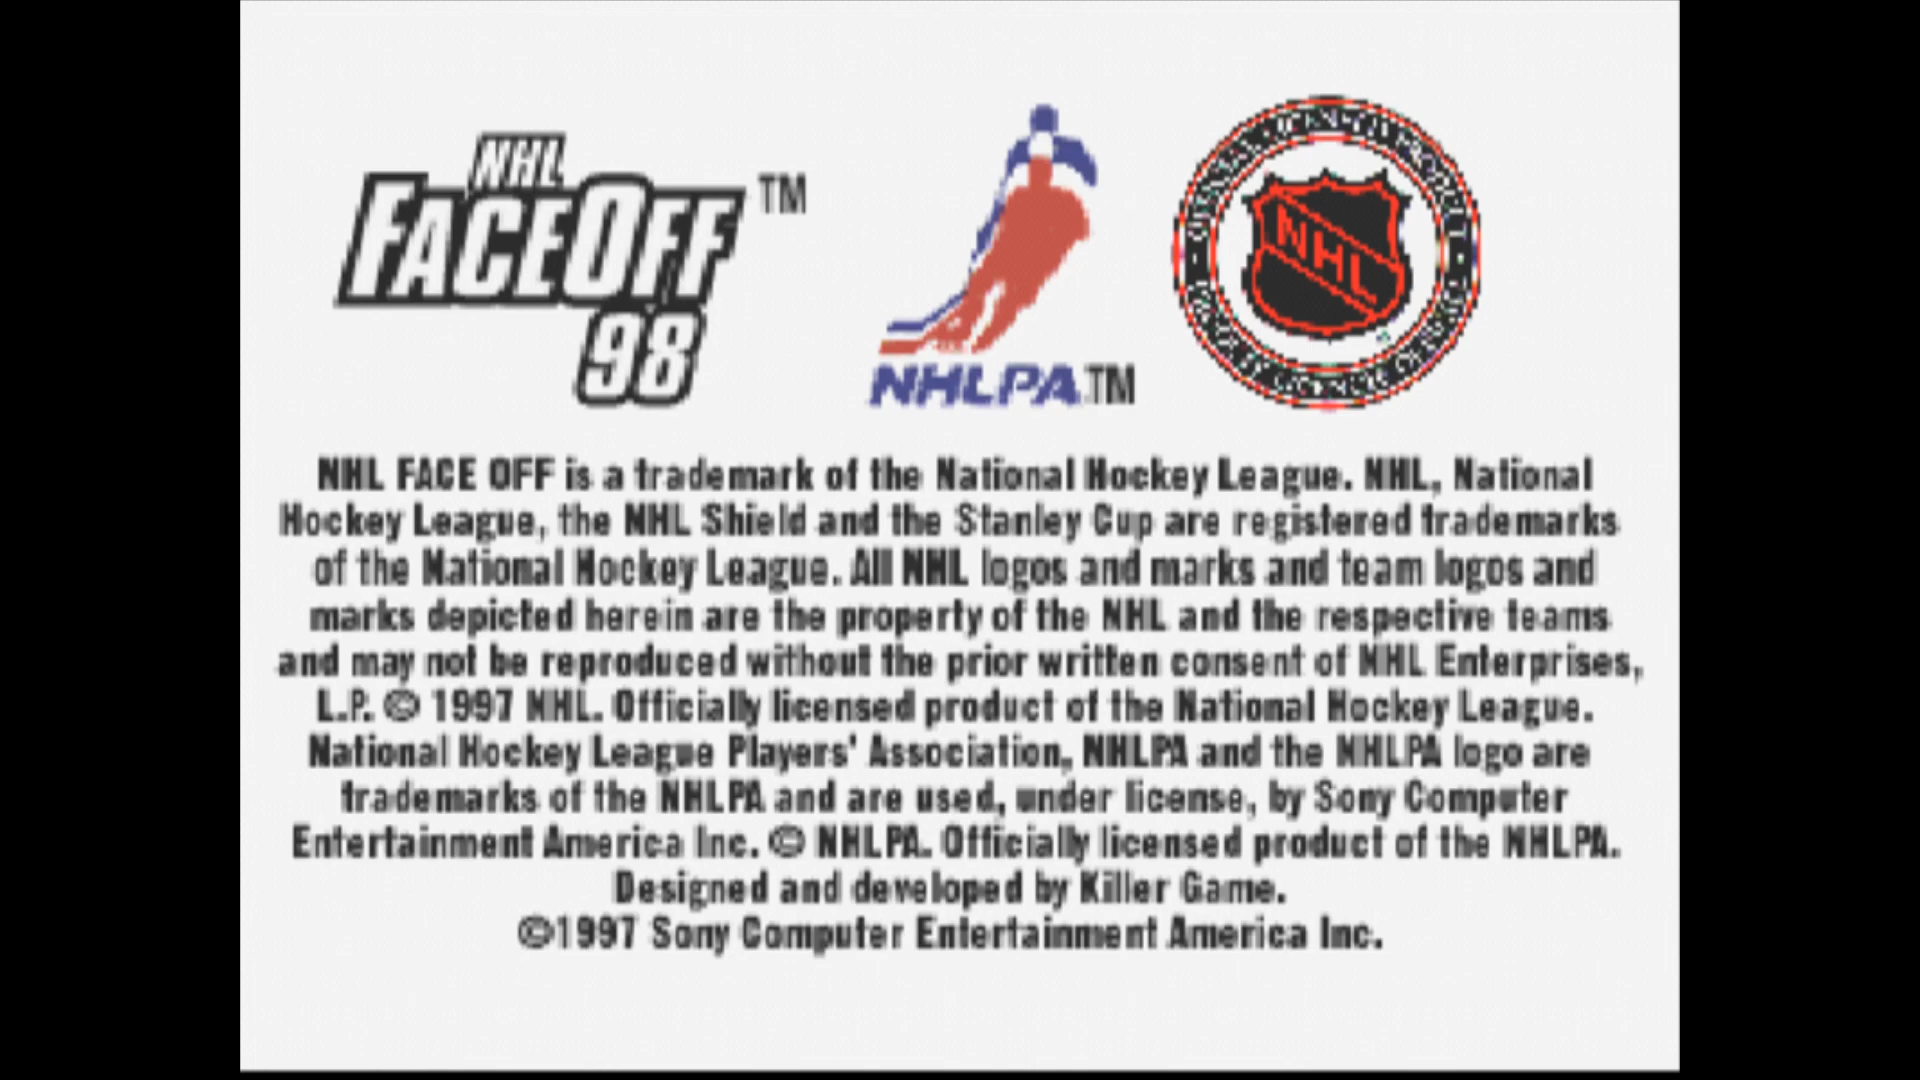 NHL
FACEOFF TM
98
NHLPA TM
NHL
NHL FACE OFF is a trademark of the National Hockey League. NHL, National
Hockey League, the NHL Shield and the Stanley Cup are registered trademarks
of the National Hockey League. All NHL logos and marks and team logos and
marks depicted herein are the property of the NHL and the respective teams
and may not be reproduced without the prior written consent of NHL Enterprises,
L.P. © 1997 NHL. Officially licensed product of the National Hockey League.
National Hockey League Players' Association, NHLPA and the NHLPA logo are
trademarks of the NHLPA and are used, under license, by Sony Computer
Entertainment America Inc. © NHLPA. Officially licensed product of the NHLPA.
Designed and developed by Killer Game.
©1997 Sony Computer Entertainment America Inc.